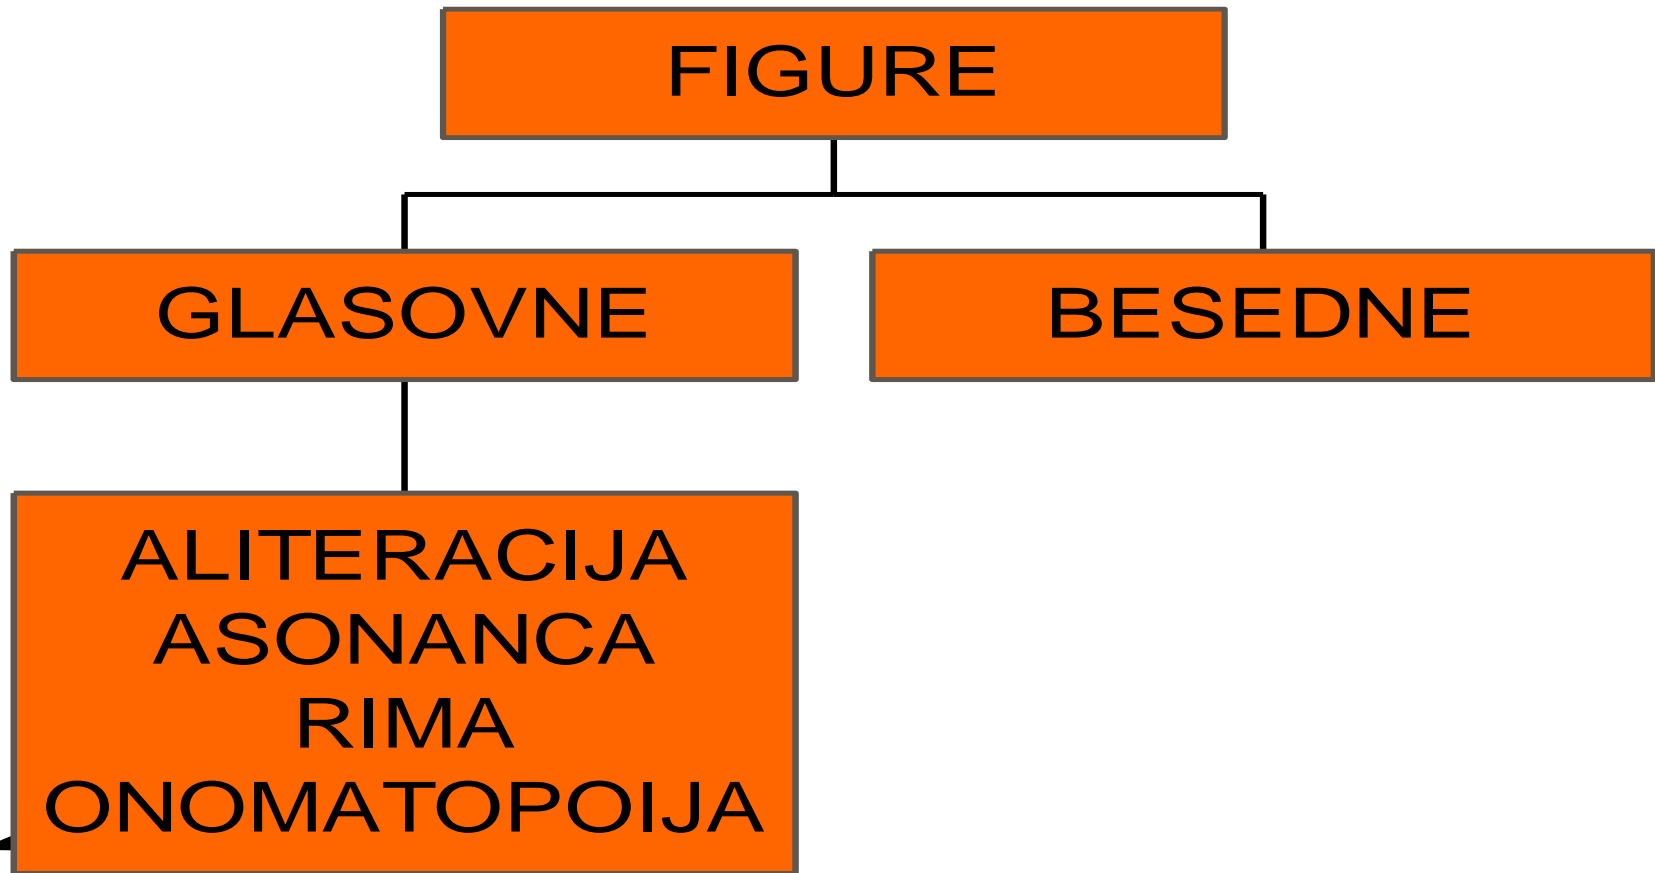 FIGURE
GLASOVNE
BESEDNE
ALITERACIJA
ASONANCA
RIMA
ONOMATOPOIJA